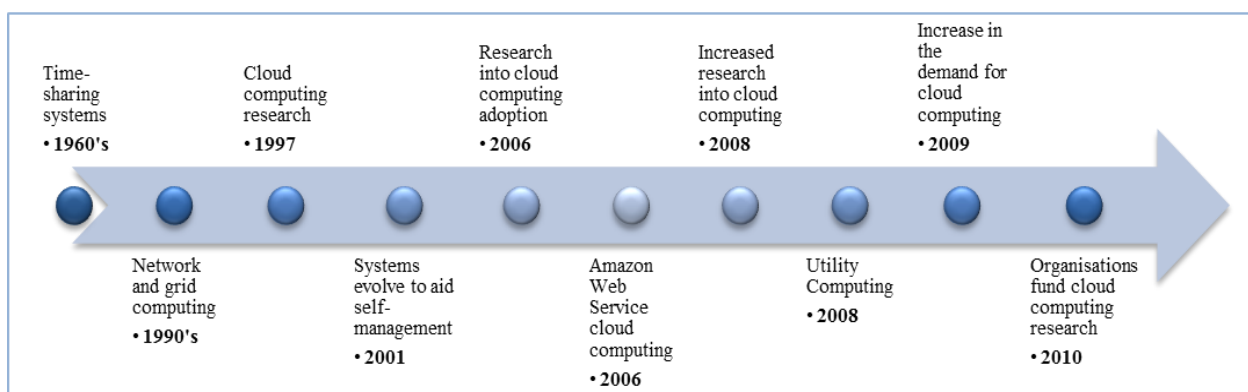 Time-
sharing
systems
• 1960's
Network
and grid
computing
• 1990's
Cloud
computing
research
• 1997
Systems
evolve to aid
self-
management
• 2001
Research
into cloud
computing
adoption
• 2006
Amazon
Web
Service
cloud
computing
• 2006
Increased
research
into cloud
computing
• 2008
Utility
Computing
• 2008
Increase in
the
demand for
cloud
computing
• 2009
Organisations
fund cloud
computing
research
• 2010